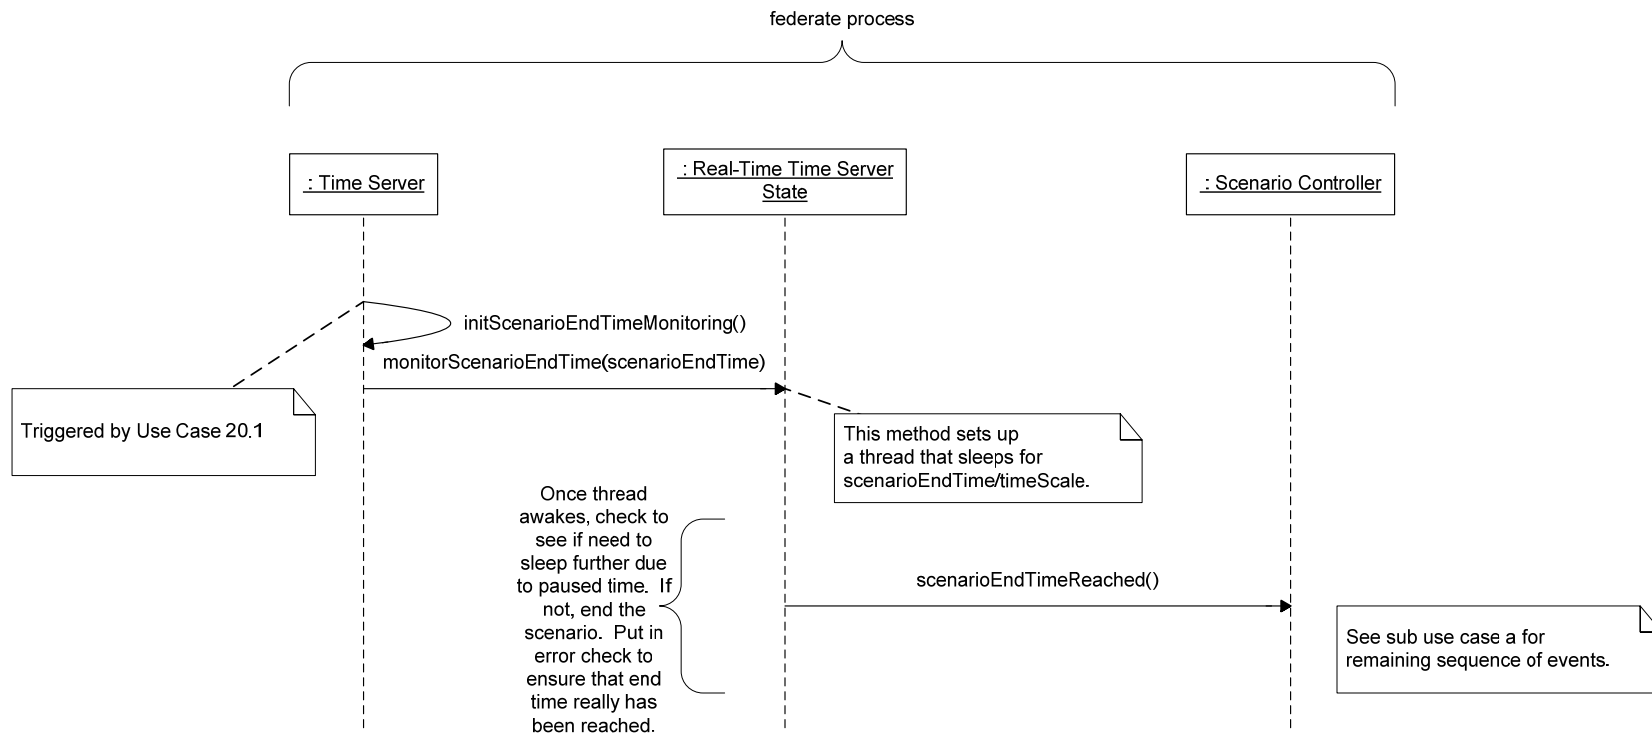 federate process
: Time Server
: Real-Time Time Server
State
: Scenario Controller
initScenarioEndTimeMonitoring()
monitorScenarioEndTime(scenarioEndTime)
Triggered by Use Case 20.1
This method sets up
a thread that sleeps for
scenarioEndTime/timeScale.
Once thread
awakes, check to
see if need to
sleep further due
to paused time.  If
not, end the
scenario.  Put in
error check to
ensure that end
time really has
been reached.
scenarioEndTimeReached()
See sub use case a for
remaining sequence of events.